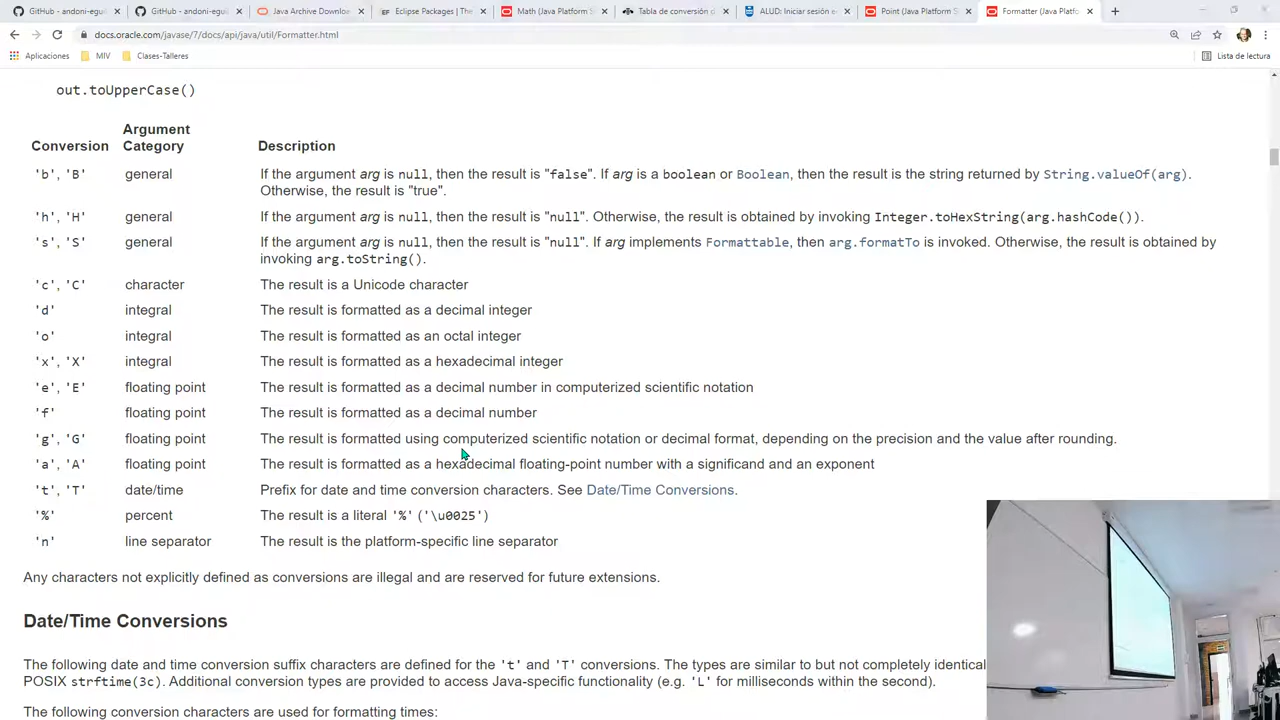 GitHub - andoni-egui
GitHub - andoni-egui
Java Archive Downlo
Eclipse Packages | The
Math (Java Platform S
Tabla de conversión d
ALUD: Iniciar sesión e
Point (Java Platform S
Formatter (Java Platfo
docs.oracle.com/javase/7/docs/api/java/util/Formatter.html
Aplicaciones MIV Clases-Talleres Lista de lectura
out.toUpperCase()
Conversion Argument Category Description
'b', 'B' general If the argument arg is null, then the result is "false". If arg is a boolean or Boolean, then the result is the string returned by String.valueOf(arg).
Otherwise, the result is "true".
'h', 'H' general If the argument arg is null, then the result is "null". Otherwise, the result is obtained by invoking Integer.toHexString(arg.hashCode()).
's', 'S' general If the argument arg is null, then the result is "null". If arg implements Formattable, then arg.formatTo is invoked. Otherwise, the result is obtained by
invoking arg.toString().
'c', 'C' character The result is a Unicode character
'd' integral The result is formatted as a decimal integer
'o' integral The result is formatted as an octal integer
'x', 'X' integral The result is formatted as a hexadecimal integer
'e', 'E' floating point The result is formatted as a decimal number in computerized scientific notation
'f' floating point The result is formatted as a decimal number
'g', 'G' floating point The result is formatted using computerized scientific notation or decimal format, depending on the precision and the value after rounding.
'a', 'A' floating point The result is formatted as a hexadecimal floating-point number with a significand and an exponent
't', 'T' date/time Prefix for date and time conversion characters. See Date/Time Conversions.
'%' percent The result is a literal '%' ('\u0025')
'n' line separator The result is the platform-specific line separator
Any characters not explicitly defined as conversions are illegal and are reserved for future extensions.
Date/Time Conversions
The following date and time conversion suffix characters are defined for the 't' and 'T' conversions. The types are similar to but not completely identical
POSIX strftime(3c). Additional conversion types are provided to access Java-specific functionality (e.g. 'L' for milliseconds within the second).
The following conversion characters are used for formatting times: